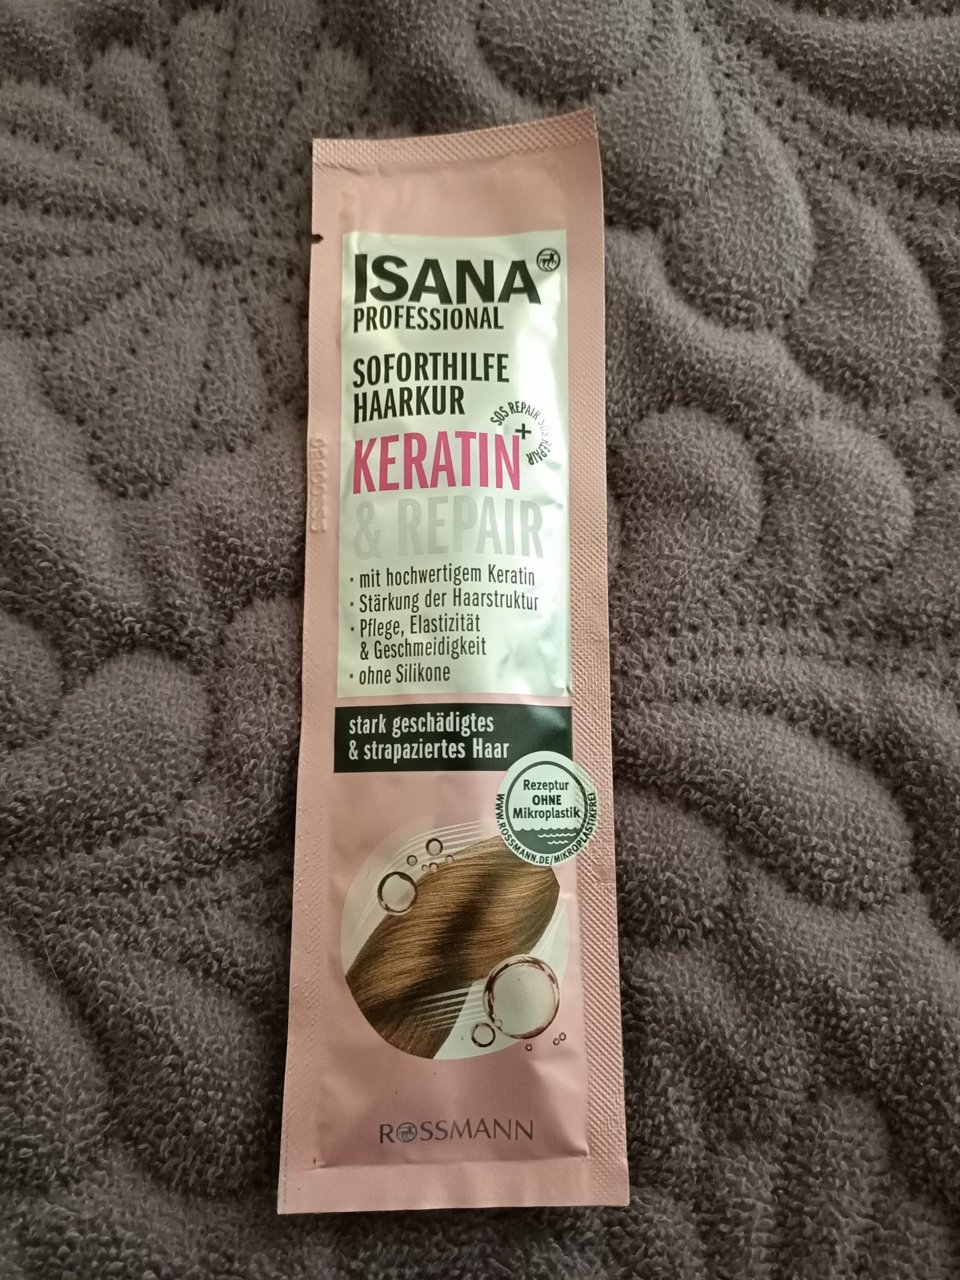 ISANA
PROFESSIONAL
SOFORTHILFE
HAARKUR
SOS REPAIR SOS REPAIR
+
KERATIN
& REPAIR
· mit hochwertigem Keratin
· Stärkung der Haarstruktur
· Pflege, Elastizität
& Geschmeidigkeit
· ohne Silikone
stark geschädigtes
& strapaziertes Haar
Rezeptur
OHNE
Mikroplastik
WWW.ROSSMANN.DE/MIKROPLASTIKFREI
ROSSMANN